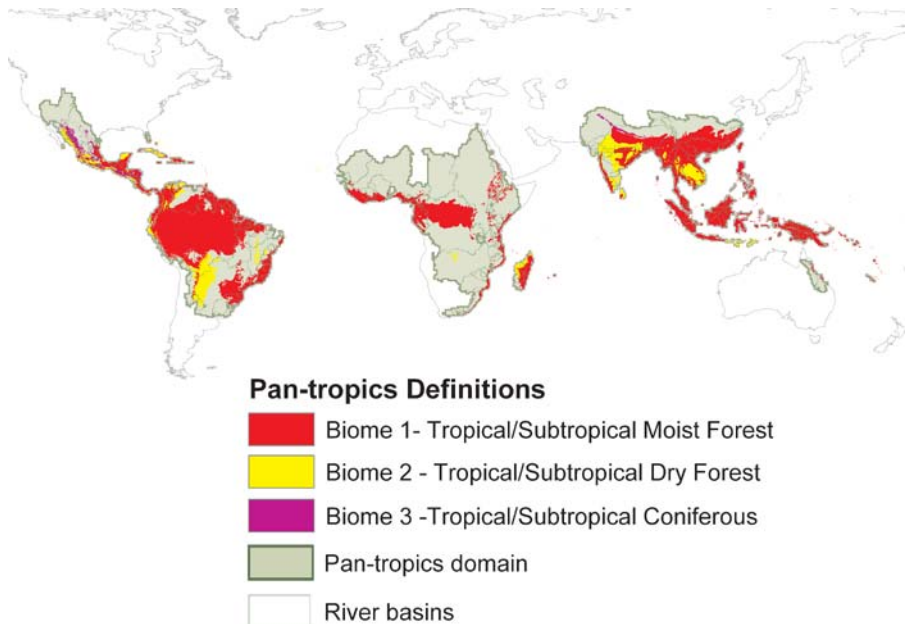 Pan-tropics Definitions
Biome 1- Tropical/Subtropical Moist Forest
Biome 2 - Tropical/Subtropical Dry Forest
Biome 3 -Tropical/Subtropical Coniferous
Pan-tropics domain
River basins